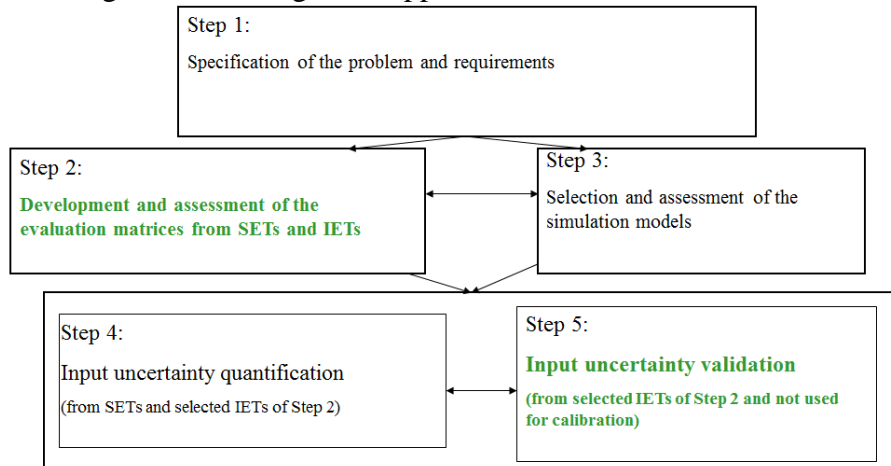 Step 1:
Specification of the problem and requirements
Step 2:
Development and assessment of the
evaluation matrices from SETs and IETs
Step 3:
Selection and assessment of the
simulation models
Step 4:
Input uncertainty quantification
(from SETs and selected IETs of Step 2)
Step 5:
Input uncertainty validation
(from selected IETs of Step 2 and not used
for calibration)